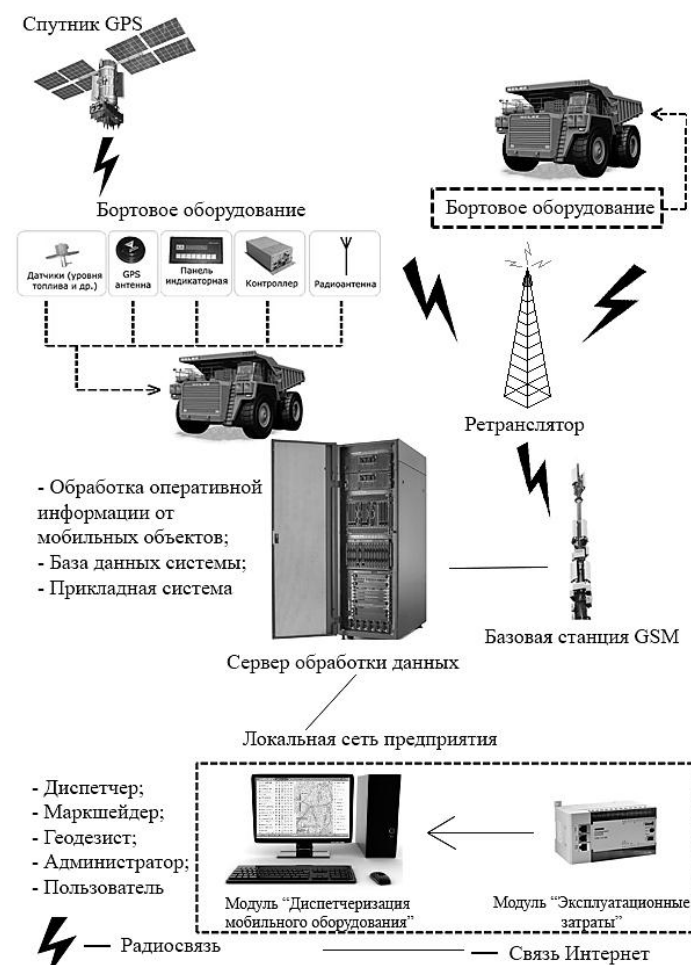 Спутник GPS
Бортовое оборудование
Датчики (уровня
топлива и др.)
GPS
антенна
Панель
индикаторная
Контроллер
Радиоантенна
Бортовое оборудование
Ретранслятор
- Обработка оперативной
информации от
мобильных объектов;
- База данных системы;
- Прикладная система
Базовая станция GSM
Сервер обработки данных
Локальная сеть предприятия
- Диспетчер;
- Маркшейдер;
- Геодезист;
- Администратор;
- Пользователь
Модуль “Диспетчеризация
мобильного оборудования”
Модуль “Эксплуатационные
затраты”
— Радиосвязь
— Связь Интернет